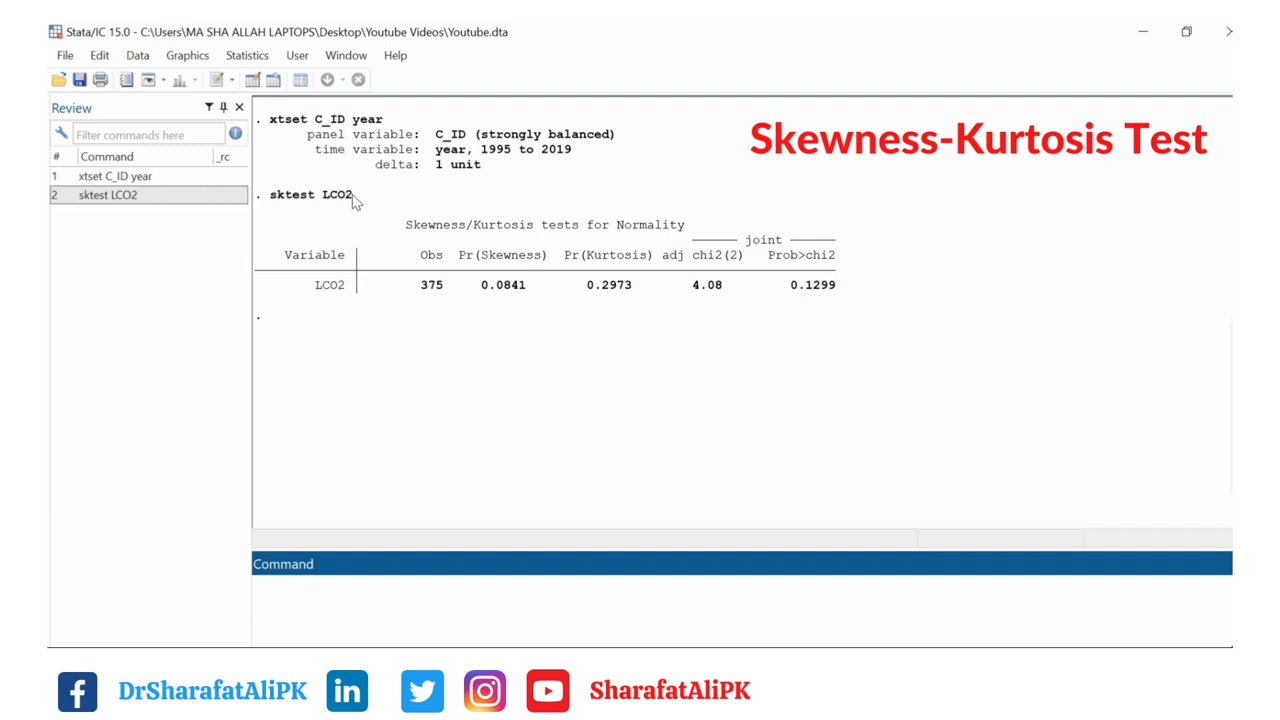 Stata/IC 15.0 - C:\Users\MA SHA ALLAH LAPTOPS\Desktop\Youtube Videos\Youtube.dta
File Edit Data Graphics Statistics User Window Help
Review
Filter commands here
# Command _rc
1 xtset C_ID year
2 sktest LCO2
. xtset C_ID year
panel variable: C_ID (strongly balanced)
time variable: year, 1995 to 2019
delta: 1 unit
. sktest LCO2
Skewness/Kurtosis tests for Normality
joint
Variable Obs Pr(Skewness) Pr(Kurtosis) adj chi2(2) Prob>chi2
LCO2 375 0.0841 0.2973 4.08 0.1299
.
Skewness-Kurtosis Test
Command
DrSharafatAliPK in SharafatAliPK